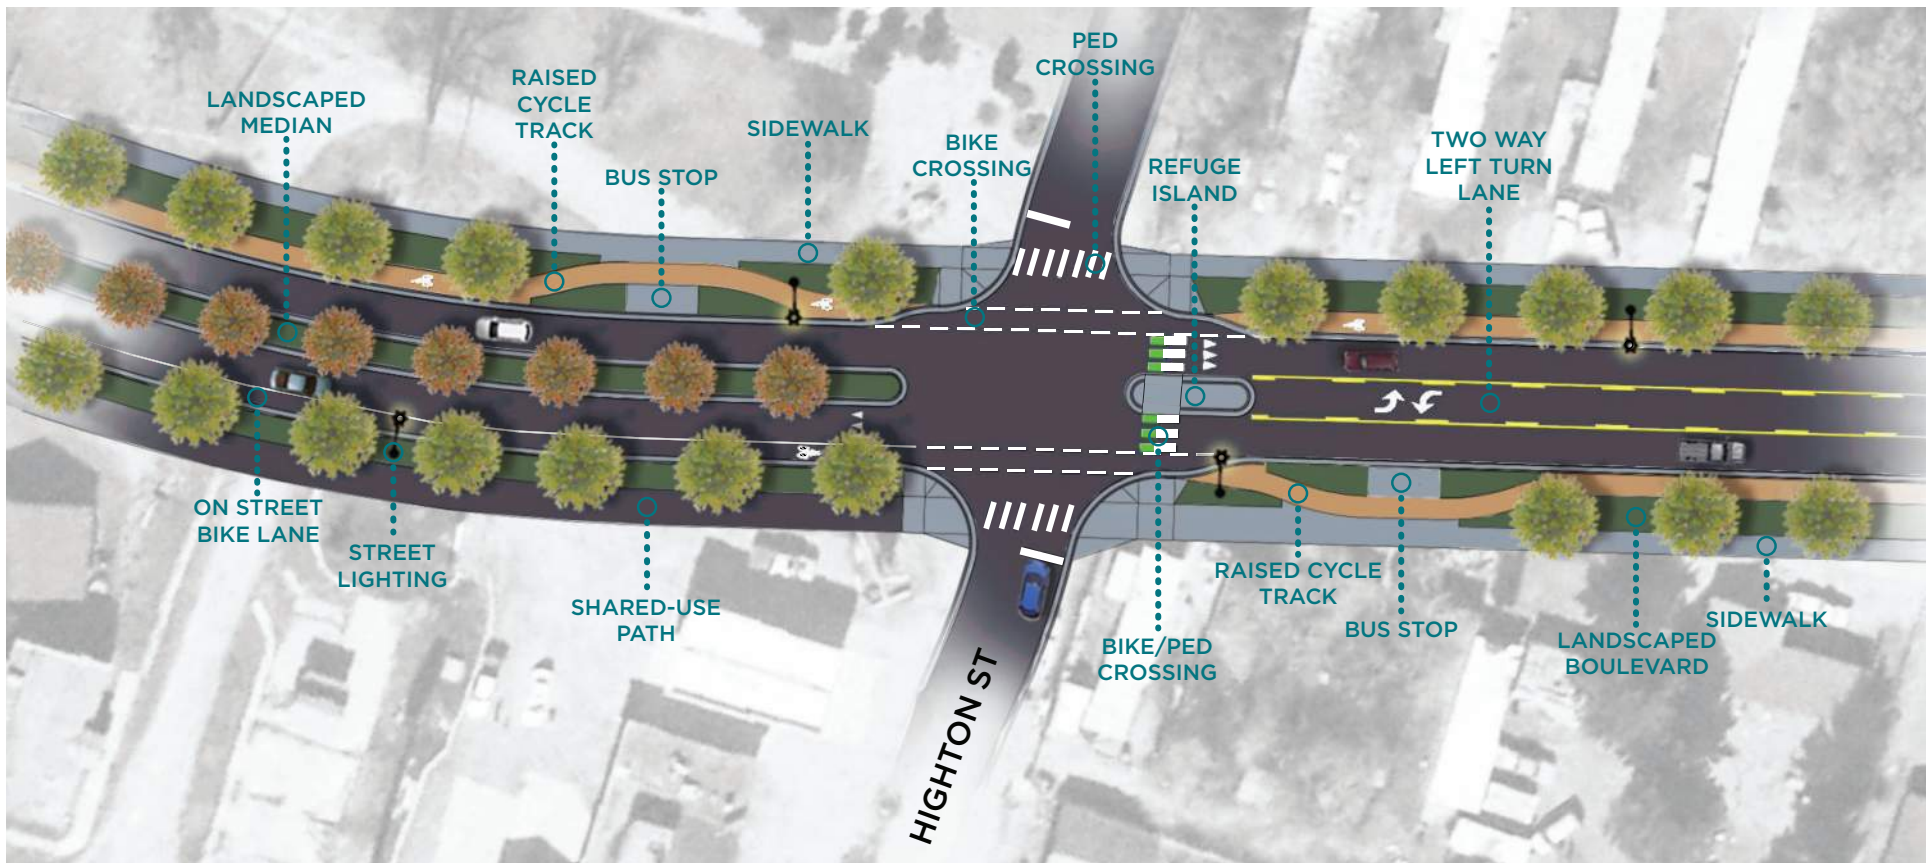 PED
CROSSING
RAISED
CYCLE
TRACK
LANDSCAPED
MEDIAN
SIDEWALK
BIKE
CROSSING
TWO WAY
LEFT TURN
LANE
REFUGE
ISLAND
BUS STOP
ON STREET
BIKE LANE
STREET
LIGHTING
SHARED-USE
PATH
HIGHTON ST
BIKE/PED
CROSSING
RAISED CYCLE
TRACK
BUS STOP
LANDSCAPED
BOULEVARD
SIDEWALK